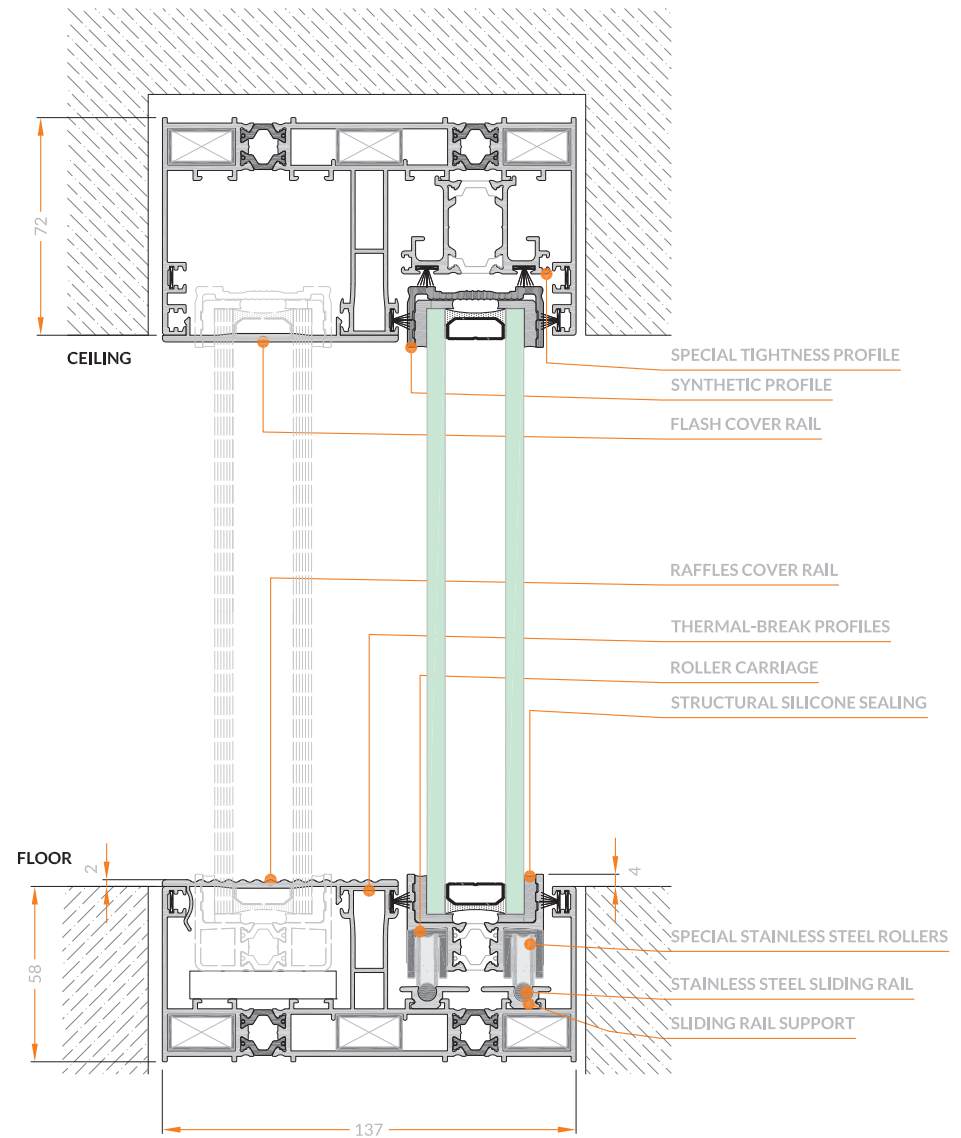 72
CEILING
SPECIAL TIGHTNESS PROFILE
SYNTHETIC PROFILE
FLASH COVER RAIL
RAFFLES COVER RAIL
THERMAL-BREAK PROFILES
ROLLER CARRIAGE
STRUCTURAL SILICONE SEALING
FLOOR
2
4
58
SPECIAL STAINLESS STEEL ROLLERS
STAINLESS STEEL SLIDING RAIL
SLIDING RAIL SUPPORT
137